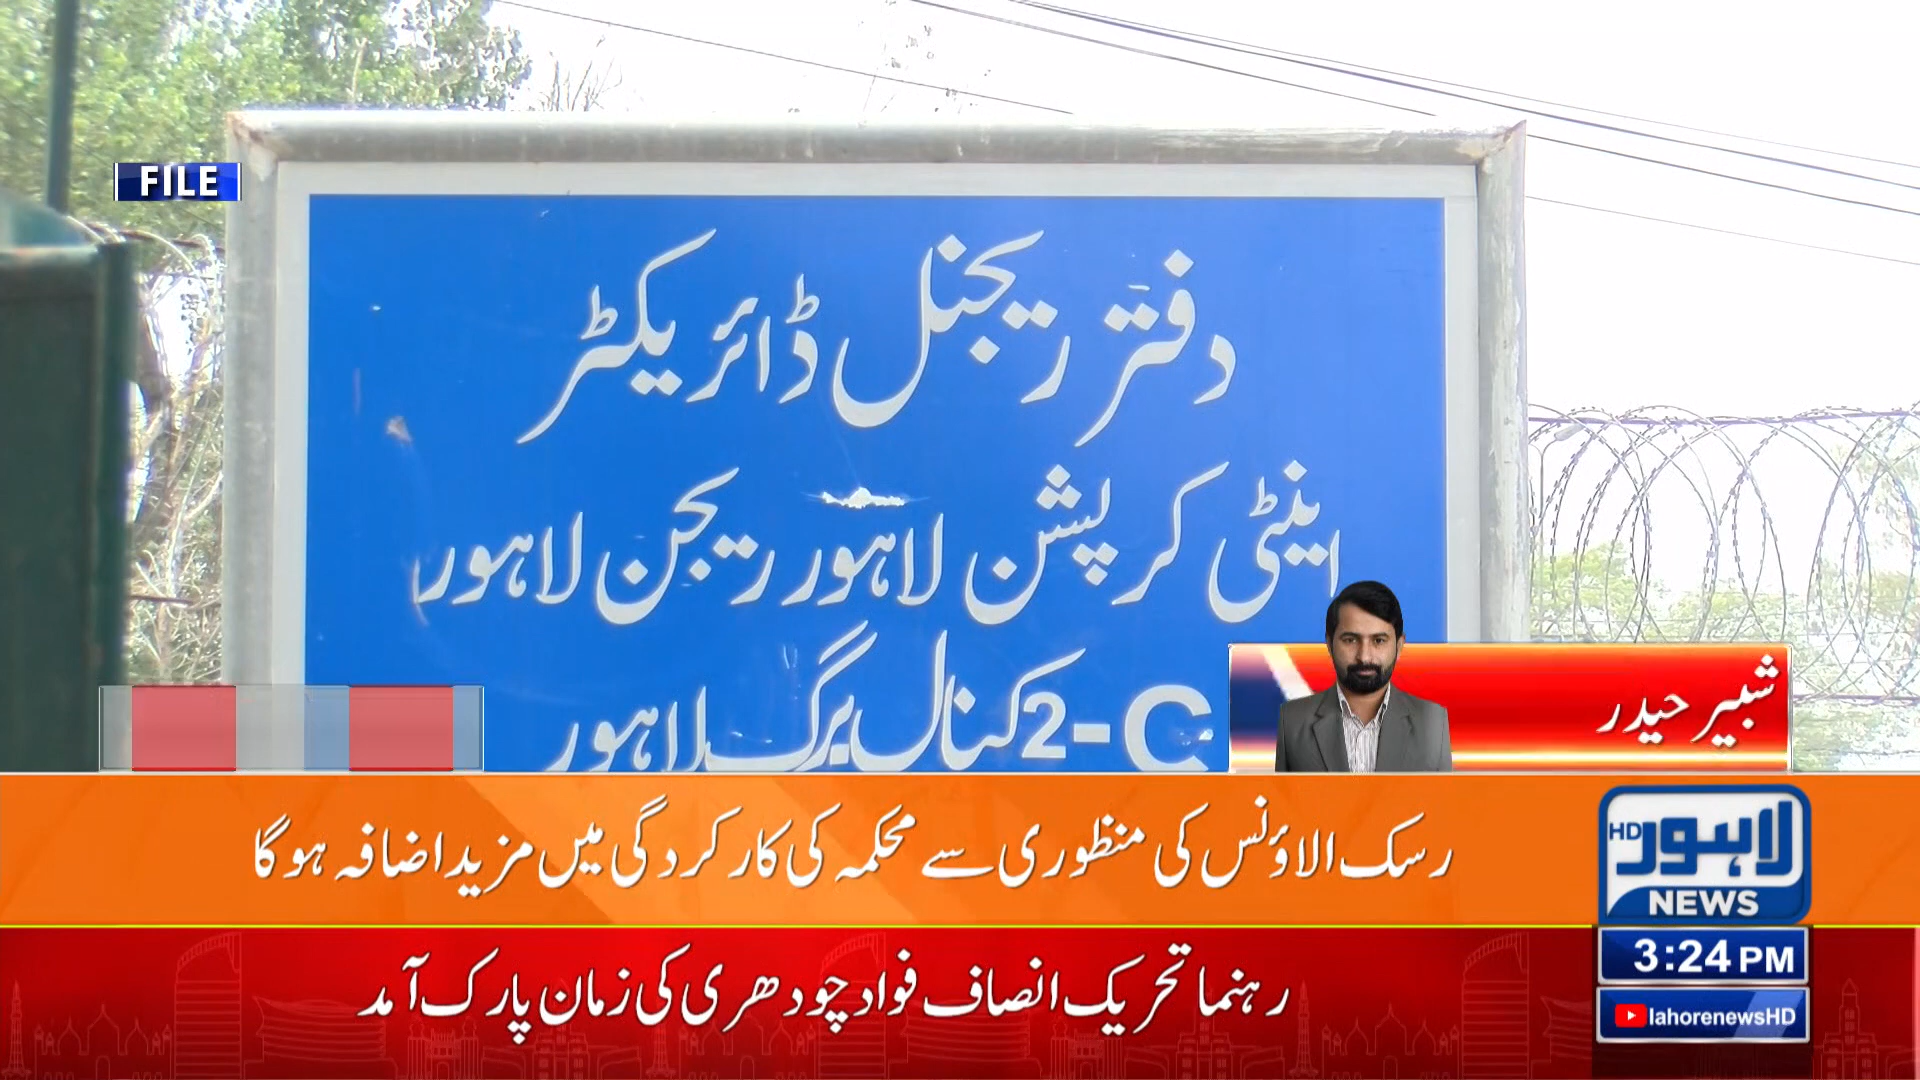 FILE
دفتر ریجنل ڈائریکٹر
اینٹی کرپشن لاہور ریجن لاہور
2-C کنال برگ لاہور
شبیر حیدر
رسک الاؤنس کی منظوری سے محکمہ کی کارکردگی میں مزید اضافہ ہوگا
لاہور HD
NEWS
3:24 PM
رہنما تحریک انصاف فواد چودھری کی زمان پارک آمد
lahorenewsHD